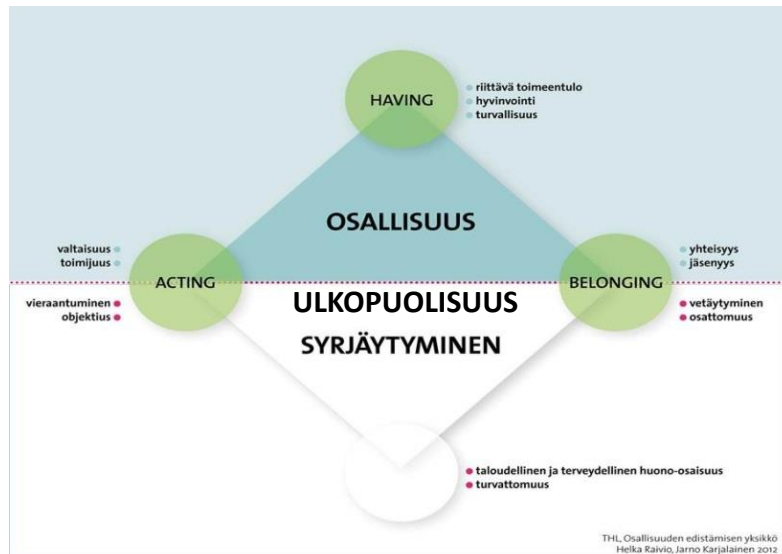 HAVING
riittävä toimeentulo
hyvinvointi
turvallisuus
OSALLISUUS
valtaisuus
toimijuus
ACTING
vieraantuminen
objektius
yhteisyys
jäsenyys
BELONGING
vetäytyminen
osattomuus
ULKOPUOLISUUS
SYRJÄYTYMINEN
taloudellinen ja terveydellinen huono-osaisuus
turvattomuus
THL, Osallisuuden edistämisen yksikkö
Helka Raivio, Jarno Karjalainen 2012